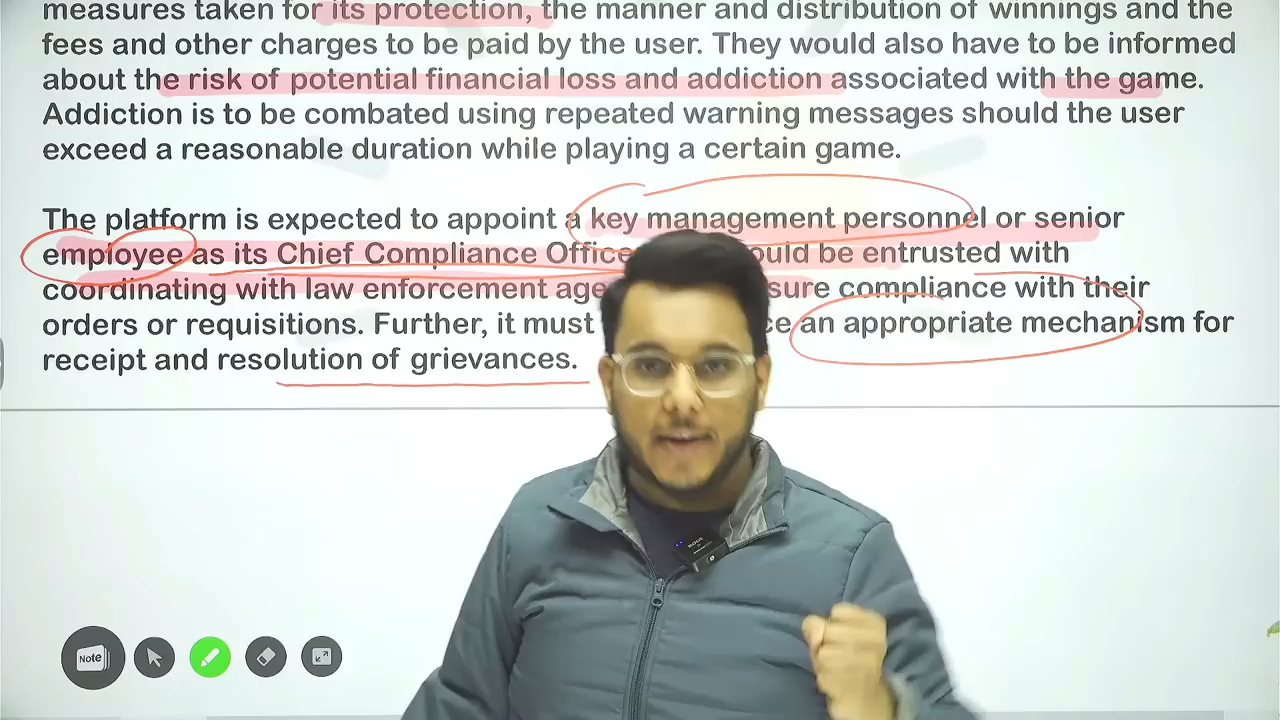 measures taken for its protection, the manner and distribution of winnings and the
fees and other charges to be paid by the user. They would also have to be informed
about the risk of potential financial loss and addiction associated with the game.
Addiction is to be combated using repeated warning messages should the user
exceed a reasonable duration while playing a certain game.
The platform is expected to appoint a key management personnel or senior
employee as its Chief Compliance Office ould be entrusted with
coordinating with law enforcement age sure compliance with their
orders or requisitions. Further, it must ce an appropriate mechanism for
receipt and resolution of grievances.
Note